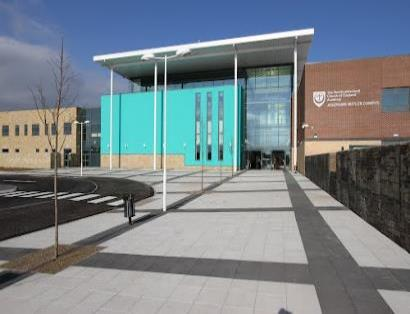 The Northumberland
Church of England
Academy
JOSEPHINE BUTLER CAMPUS